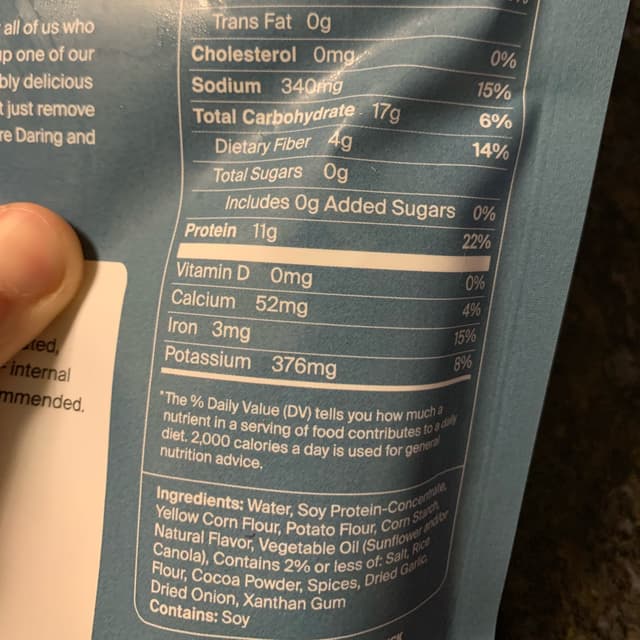 all of us who
up one of our
bly delicious
t just remove
re Daring and
Trans Fat 0g
Cholesterol 0mg 0%
Sodium 340mg 15%
Total Carbohydrate 17g 6%
Dietary Fiber 4g 14%
Total Sugars 0g
Includes 0g Added Sugars 0%
Protein 11g 22%
Vitamin D 0mg 0%
Calcium 52mg 4%
Iron 3mg 15%
Potassium 376mg 8%
internal
mmended.
*The % Daily Value (DV) tells you how much a
nutrient in a serving of food contributes to a daily
diet. 2,000 calories a day is used for general
nutrition advice.
Ingredients: Water, Soy Protein-Concentrate,
Yellow Corn Flour, Potato Flour, Corn Starch,
Natural Flavor, Vegetable Oil (Sunflower and/or
Canola), Contains 2% or less of: Salt, Rice
Flour, Cocoa Powder, Spices, Dried Garlic,
Dried Onion, Xanthan Gum
Contains: Soy